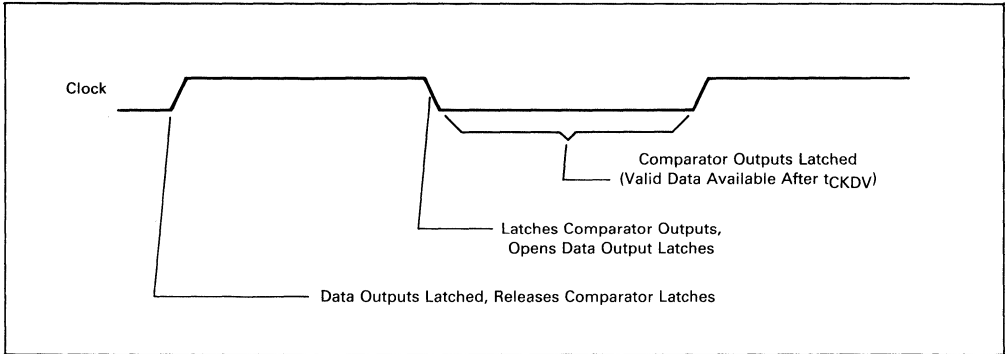 Clock
Comparator Outputs Latched
(Valid Data Available After tCKDV)
Latches Comparator Outputs,
Opens Data Output Latches
Data Outputs Latched, Releases Comparator Latches